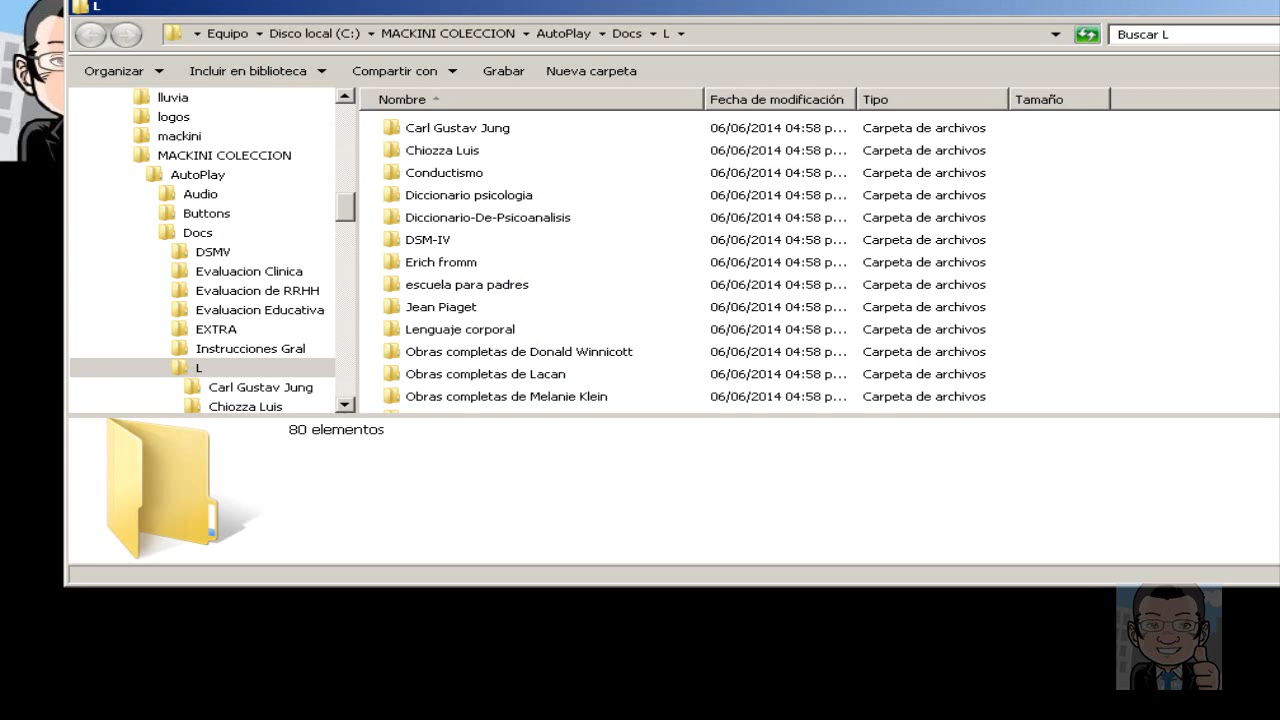 L
Equipo Disco local (C:) MACKINI COLECCION AutoPlay Docs L
Buscar L
Organizar Incluir en biblioteca Compartir con Grabar Nueva carpeta
lluvia
logos
mackini
MACKINI COLECCION
AutoPlay
Audio
Buttons
Docs
DSMV
Evaluacion Clinica
Evaluacion de RRHH
Evaluacion Educativa
EXTRA
Instrucciones Gral
L
Carl Gustav Jung
Chiozza Luis
Nombre Fecha de modificación Tipo Tamaño
Carl Gustav Jung 06/06/2014 04:58 p... Carpeta de archivos
Chiozza Luis 06/06/2014 04:58 p... Carpeta de archivos
Conductismo 06/06/2014 04:58 p... Carpeta de archivos
Diccionario psicologia 06/06/2014 04:58 p... Carpeta de archivos
Diccionario-De-Psicoanalisis 06/06/2014 04:58 p... Carpeta de archivos
DSM-IV 06/06/2014 04:58 p... Carpeta de archivos
Erich fromm 06/06/2014 04:58 p... Carpeta de archivos
escuela para padres 06/06/2014 04:58 p... Carpeta de archivos
Jean Piaget 06/06/2014 04:58 p... Carpeta de archivos
Lenguaje corporal 06/06/2014 04:58 p... Carpeta de archivos
Obras completas de Donald Winnicott 06/06/2014 04:58 p... Carpeta de archivos
Obras completas de Lacan 06/06/2014 04:58 p... Carpeta de archivos
Obras completas de Melanie Klein 06/06/2014 04:58 p... Carpeta de archivos
80 elementos